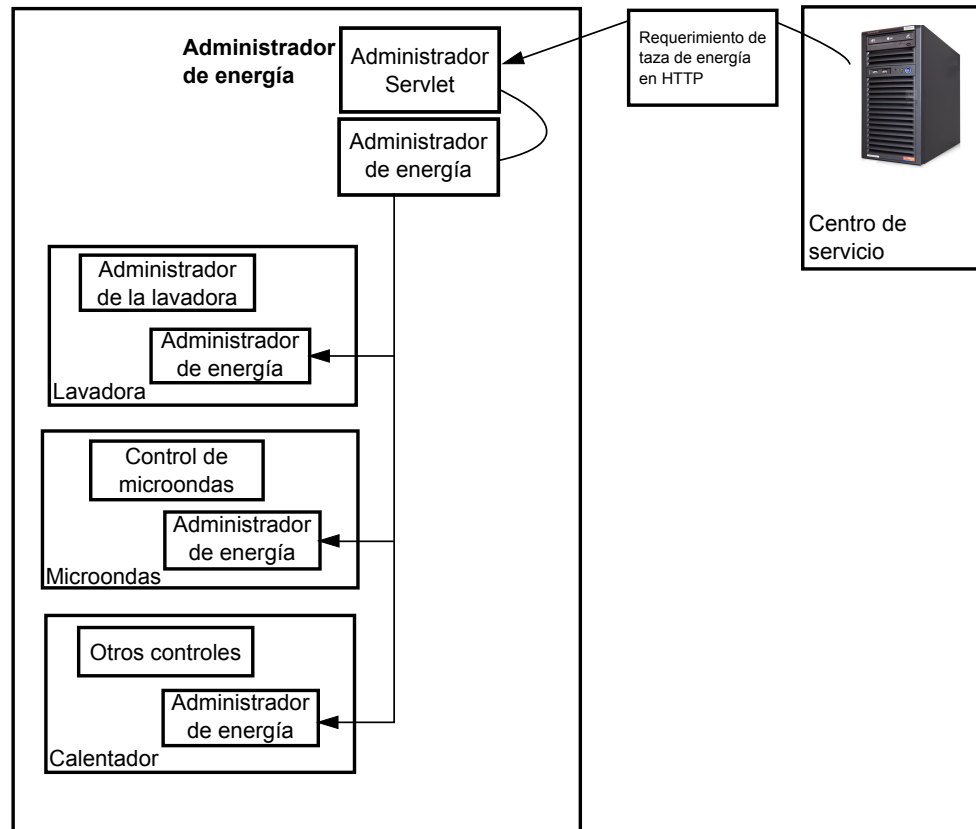 Administrador
de energía
Administrador
Servlet
Requerimiento de
taza de energía
en HTTP
Administrador
de energía
Centro de
servicio
Administrador
de la lavadora
Administrador
de energía
Lavadora
Control de
microondas
Administrador
de energía
Microondas
Otros controles
Administrador
de energía
Calentador